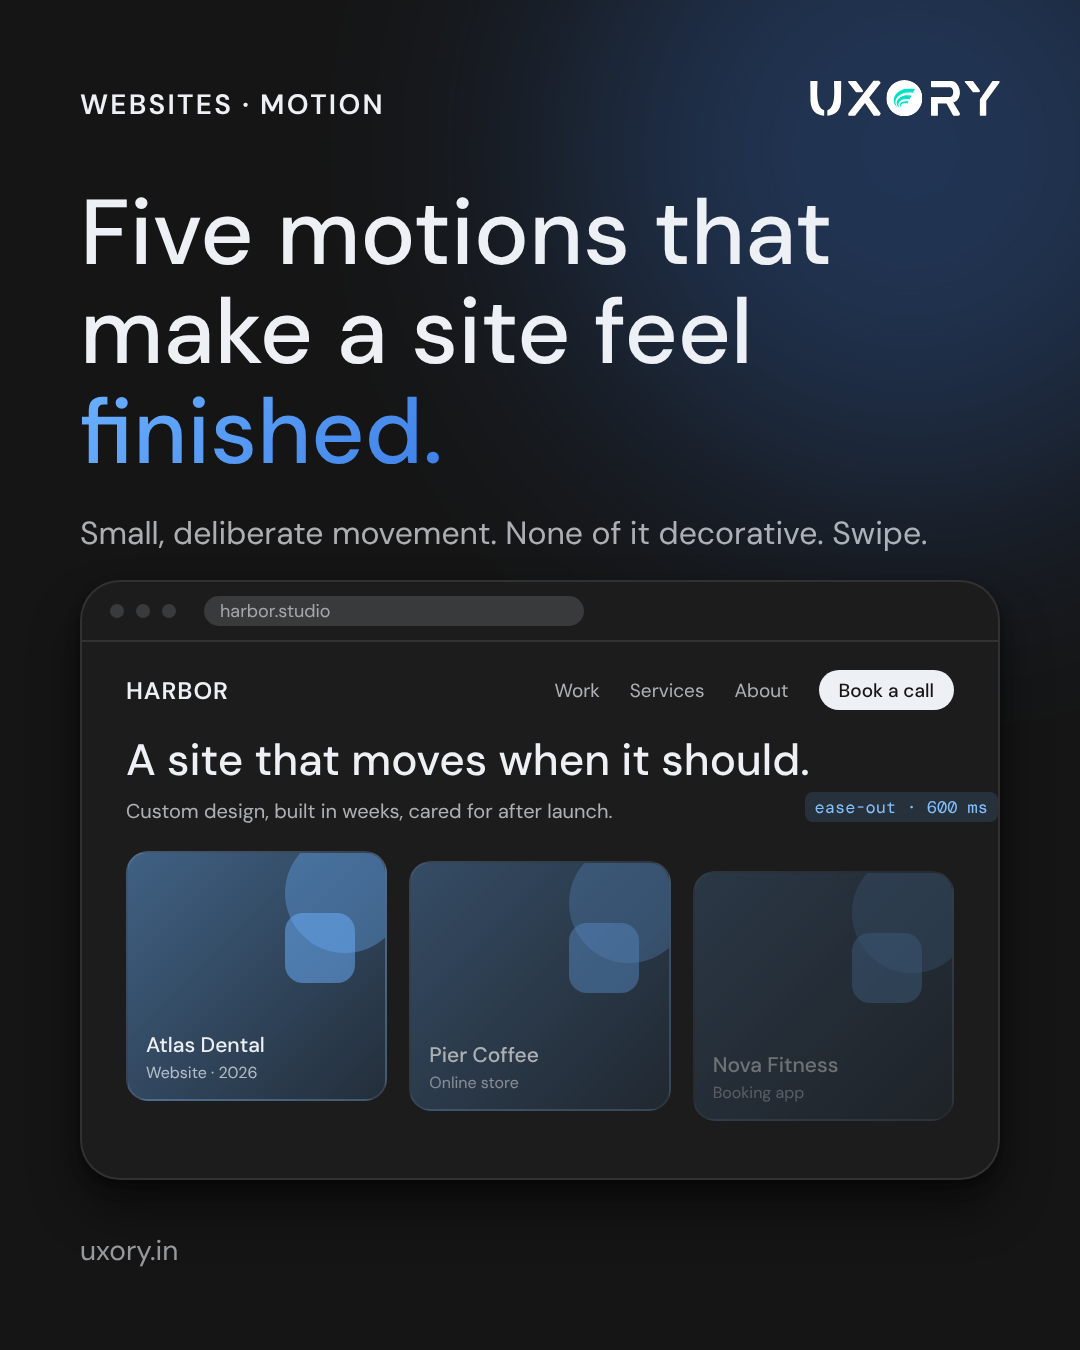 WEBSITES · MOTION
UXORY
Five motions that
make a site feel
finished.
Small, deliberate movement. None of it decorative. Swipe.
harbor.studio
HARBOR
Work
Services
About
Book a call
A site that moves when it should.
Custom design, built in weeks, cared for after launch.
ease-out · 600 ms
Atlas Dental
Website · 2026
Pier Coffee
Online store
Nova Fitness
Booking app
uxory.in